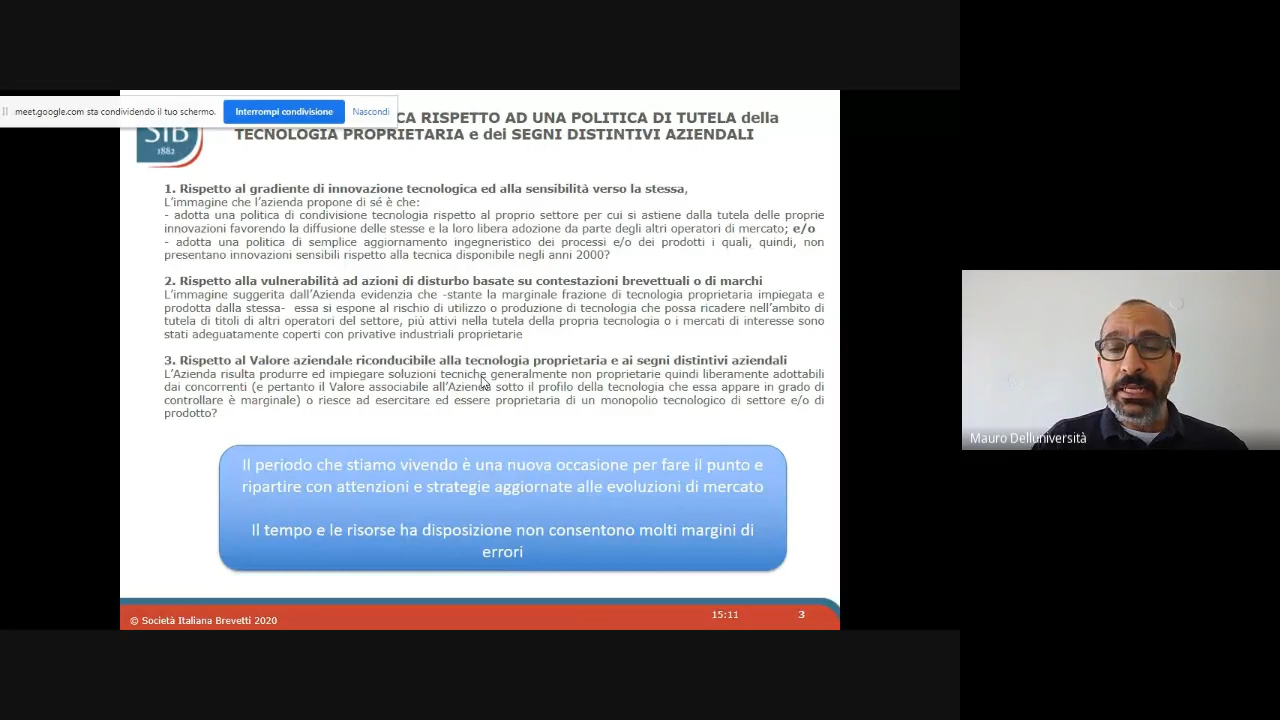 meet.google.com sta condividendo il tuo schermo.
Interrompi condivisione
Nascondi
SIB
1882
CA RISPETTO AD UNA POLITICA DI TUTELA della
TECNOLOGIA PROPRIETARIA e dei SEGNI DISTINTIVI AZIENDALI
1. Rispetto al gradiente di innovazione tecnologica ed alla sensibilità verso la stessa,
L'immagine che l'azienda propone di sé è che:
- adotta una politica di condivisione tecnologia rispetto al proprio settore per cui si astiene dalla tutela delle proprie
innovazioni favorendo la diffusione delle stesse e la loro libera adozione da parte degli altri operatori di mercato; e/o
- adotta una politica di semplice aggiornamento ingegneristico dei processi e/o dei prodotti i quali, quindi, non
presentano innovazioni sensibili rispetto alla tecnica disponibile negli anni 2000?
2. Rispetto alla vulnerabilità ad azioni di disturbo basate su contestazioni brevettuali o di marchi
L'immagine suggerita dall'Azienda evidenzia che -stante la marginale frazione di tecnologia proprietaria impiegata e
prodotta dalla stessa- essa si espone al rischio di utilizzo o produzione di tecnologia che possa ricadere nell'ambito di
tutela di titoli di altri operatori del settore, più attivi nella tutela della propria tecnologia o i mercati di interesse sono
stati adeguatamente coperti con privative industriali proprietarie
3. Rispetto al Valore aziendale riconducibile alla tecnologia proprietaria e ai segni distintivi aziendali
L'Azienda risulta produrre ed impiegare soluzioni tecniche generalmente non proprietarie quindi liberamente adottabili
dai concorrenti (e pertanto il Valore associabile all'Azienda sotto il profilo della tecnologia che essa appare in grado di
controllare è marginale) o riesce ad esercitare ed essere proprietaria di un monopolio tecnologico di settore e/o di
prodotto?
Il periodo che stiamo vivendo è una nuova occasione per fare il punto e
ripartire con attenzioni e strategie aggiornate alle evoluzioni di mercato
Il tempo e le risorse ha disposizione non consentono molti margini di
errori
© Società Italiana Brevetti 2020
15:11
3
Mauro Delluniversità